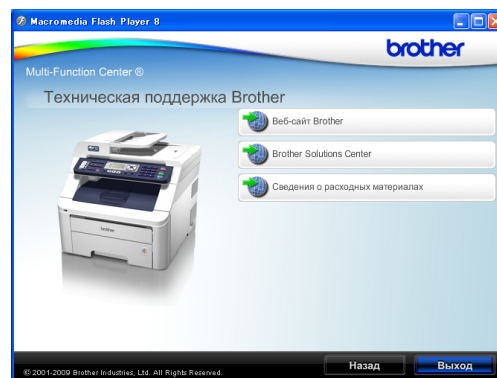 Macromedia Flash Player 8
brother
Multi-Function Center ®
Техническая поддержка Brother
Веб-сайт Brother
Brother Solutions Center
Сведения о расходных материалах
brother
Назад
Выход
© 2001-2009 Brother Industries, Ltd. All Rights Reserved.